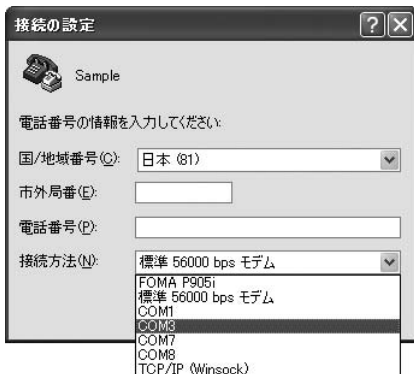 接続の設定
Sample
電話番号の情報を入力してください:
国/地域番号(C): 日本 (81)
市外局番(E):
電話番号(P):
接続方法(N): 標準 56000 bps モデム
FOMA P905i
標準 56000 bps モデム
COM1
COM3
COM7
COM8
TCP/IP (Winsock)